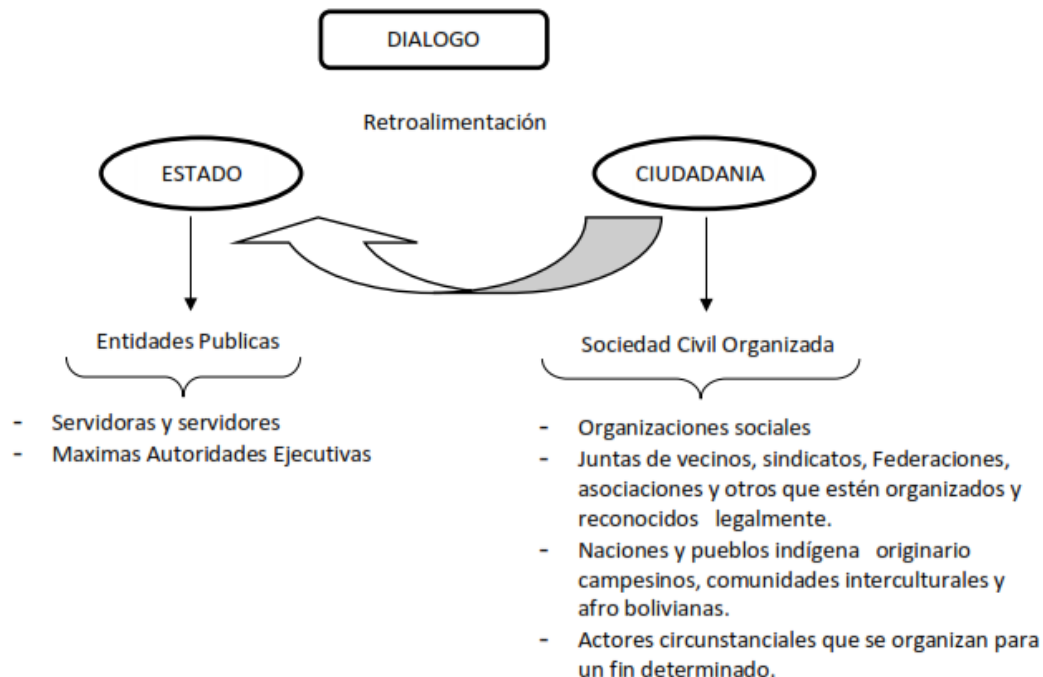 DIALOGO
Retroalimentación
ESTADO
CIUDADANIA
Entidades Publicas
- Servidoras y servidores
- Maximas Autoridades Ejecutivas
Sociedad Civil Organizada
- Organizaciones sociales
- Juntas de vecinos, sindicatos, Federaciones,
asociaciones y otros que estén organizados y
reconocidos legalmente.
- Naciones y pueblos indígena originario
campesinos, comunidades interculturales y
afro bolivianas.
- Actores circunstanciales que se organizan para
un fin determinado.